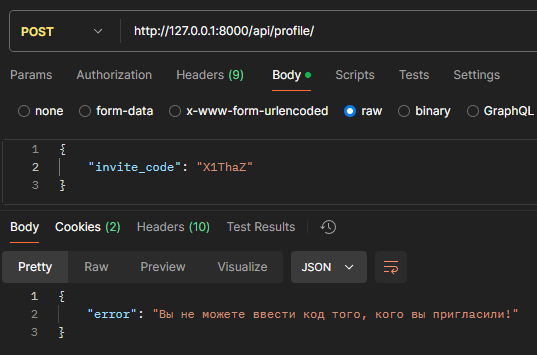 POST http://127.0.0.1:8000/api/profile/
Params Authorization Headers (9) Body Scripts Tests Settings
none form-data x-www-form-urlencoded raw binary GraphQL
1 {
2 "invite_code": "X1ThaZ"
3 }
Body Cookies (2) Headers (10) Test Results
Pretty Raw Preview Visualize JSON
1 {
2 "error": "Вы не можете ввести код того, кого вы пригласили!"
3 }